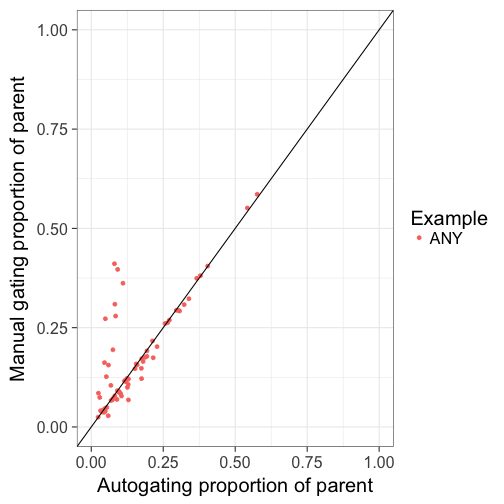 Manual gating proportion of parent
1.00
0.75
0.50
0.25
0.00
0.00 0.25 0.50 0.75 1.00
Autogating proportion of parent
Example
ANY